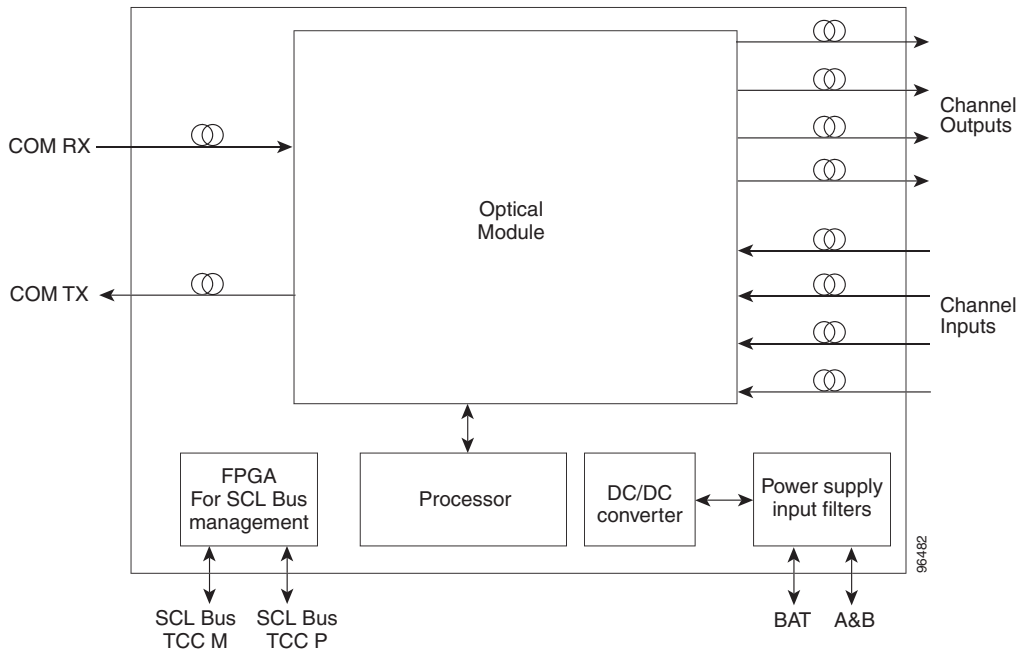 Channel
Outputs
COM RX
Optical
Module
COM TX
Channel
Inputs
FPGA
For SCL Bus
management
Processor
DC/DC
converter
Power supply
input filters
96482
SCL Bus
TCC M
SCL Bus
TCC P
BAT
A&B